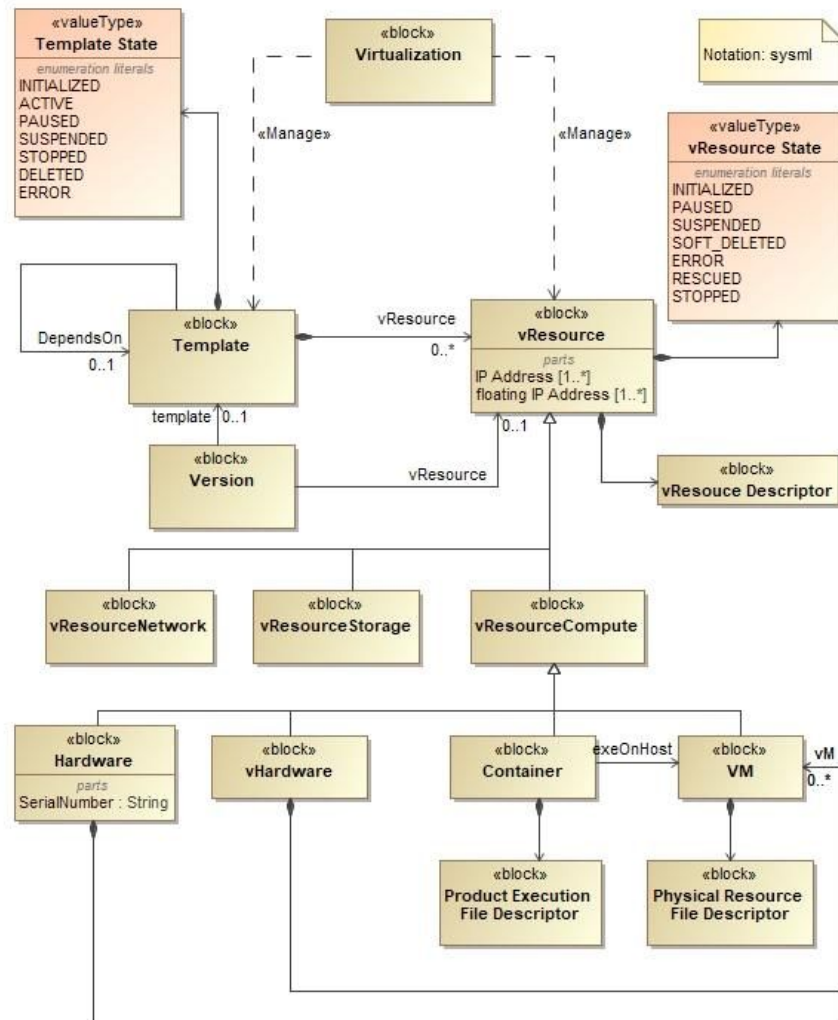 «valueType»
Template State
enumeration literals
INITIALIZED
ACTIVE
PAUSED
SUSPENDED
STOPPED
DELETED
ERROR
«block»
Virtualization
Notation: sysml
«Manage»
«Manage»
«valueType»
vResource State
enumeration literals
INITIALIZED
PAUSED
SUSPENDED
SOFT_DELETED
ERROR
RESCUED
STOPPED
DependsOn
0..1
«block»
Template
vResource
0..*
«block»
vResource
parts
IP Address [1..*]
floating IP Address [1..*]
template
0..1
0..1
«block»
Version
vResource
«block»
vResouce Descriptor
«block»
vResourceNetwork
«block»
vResourceStorage
«block»
vResourceCompute
«block»
Hardware
parts
SerialNumber : String
«block»
vHardware
«block»
Container
exeOnHost
«block»
VM
vM
0..*
«block»
Product Execution
File Descriptor
«block»
Physical Resource
File Descriptor